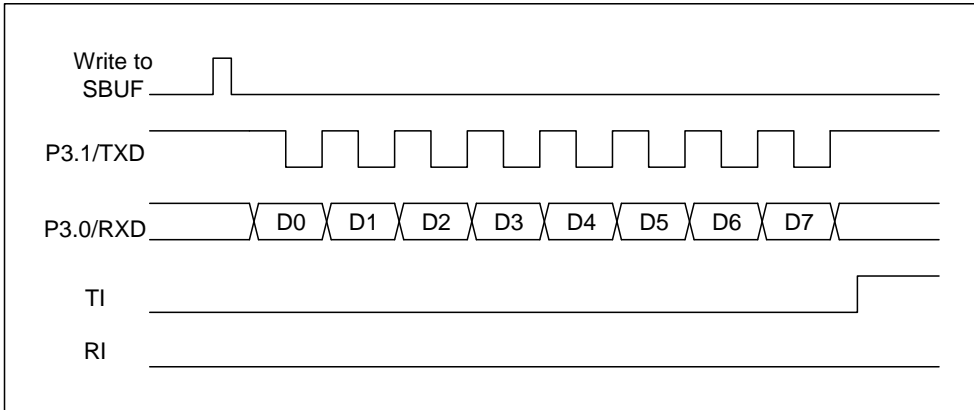 Write to
SBUF
P3.1/TXD
P3.0/RXD D0 D1 D2 D3 D4 D5 D6 D7
TI
RI